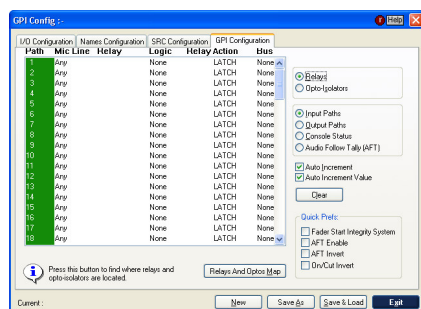 GPI Config :-
Help
I/O Configuration Names Configuration SRC Configuration GPI Configuration
Path Mic Line Relay Logic Relay Action Bus
1 Any None LATCH None
2 Any None LATCH None
3 Any None LATCH None
4 Any None LATCH None
5 Any None LATCH None
6 Any None LATCH None
7 Any None LATCH None
8 Any None LATCH None
9 Any None LATCH None
10 Any None LATCH None
11 Any None LATCH None
12 Any None LATCH None
13 Any None LATCH None
14 Any None LATCH None
15 Any None LATCH None
16 Any None LATCH None
17 Any None LATCH None
18 Any None LATCH None
Relays
Opto-Isolators
Input Paths
Output Paths
Console Status
Audio Follow Tally (AFT)
Auto Increment
Auto Increment Value
Clear
Quick Prefs.
Fader Start Integrity System
AFT Enable
AFT Invert
On/Cut Invert
Press this button to find where relays and
opto-isolators are located.
Relays And Optos Map
Current :
New Save As Save & Load Exit